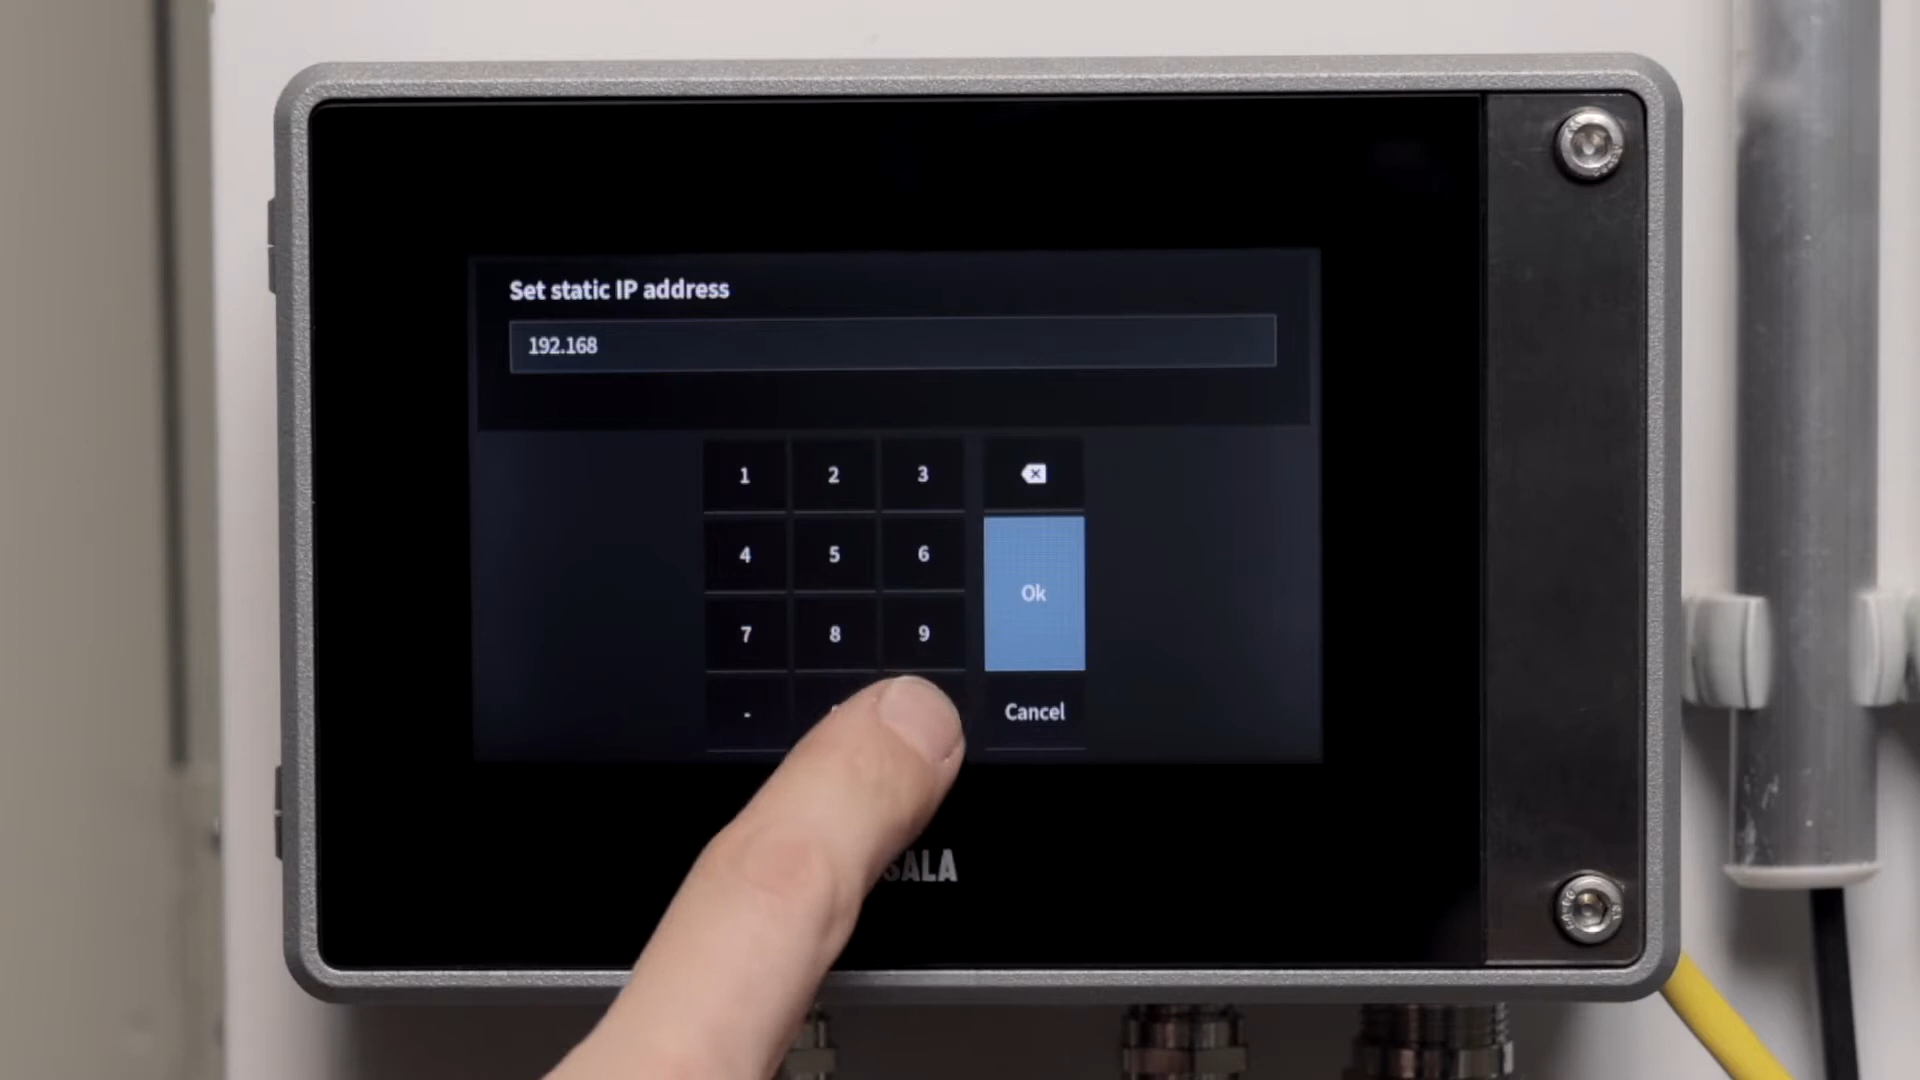 Set static IP address
192.168
1 2 3
4 5 6
Ok
7 8 9
- Cancel
SALA